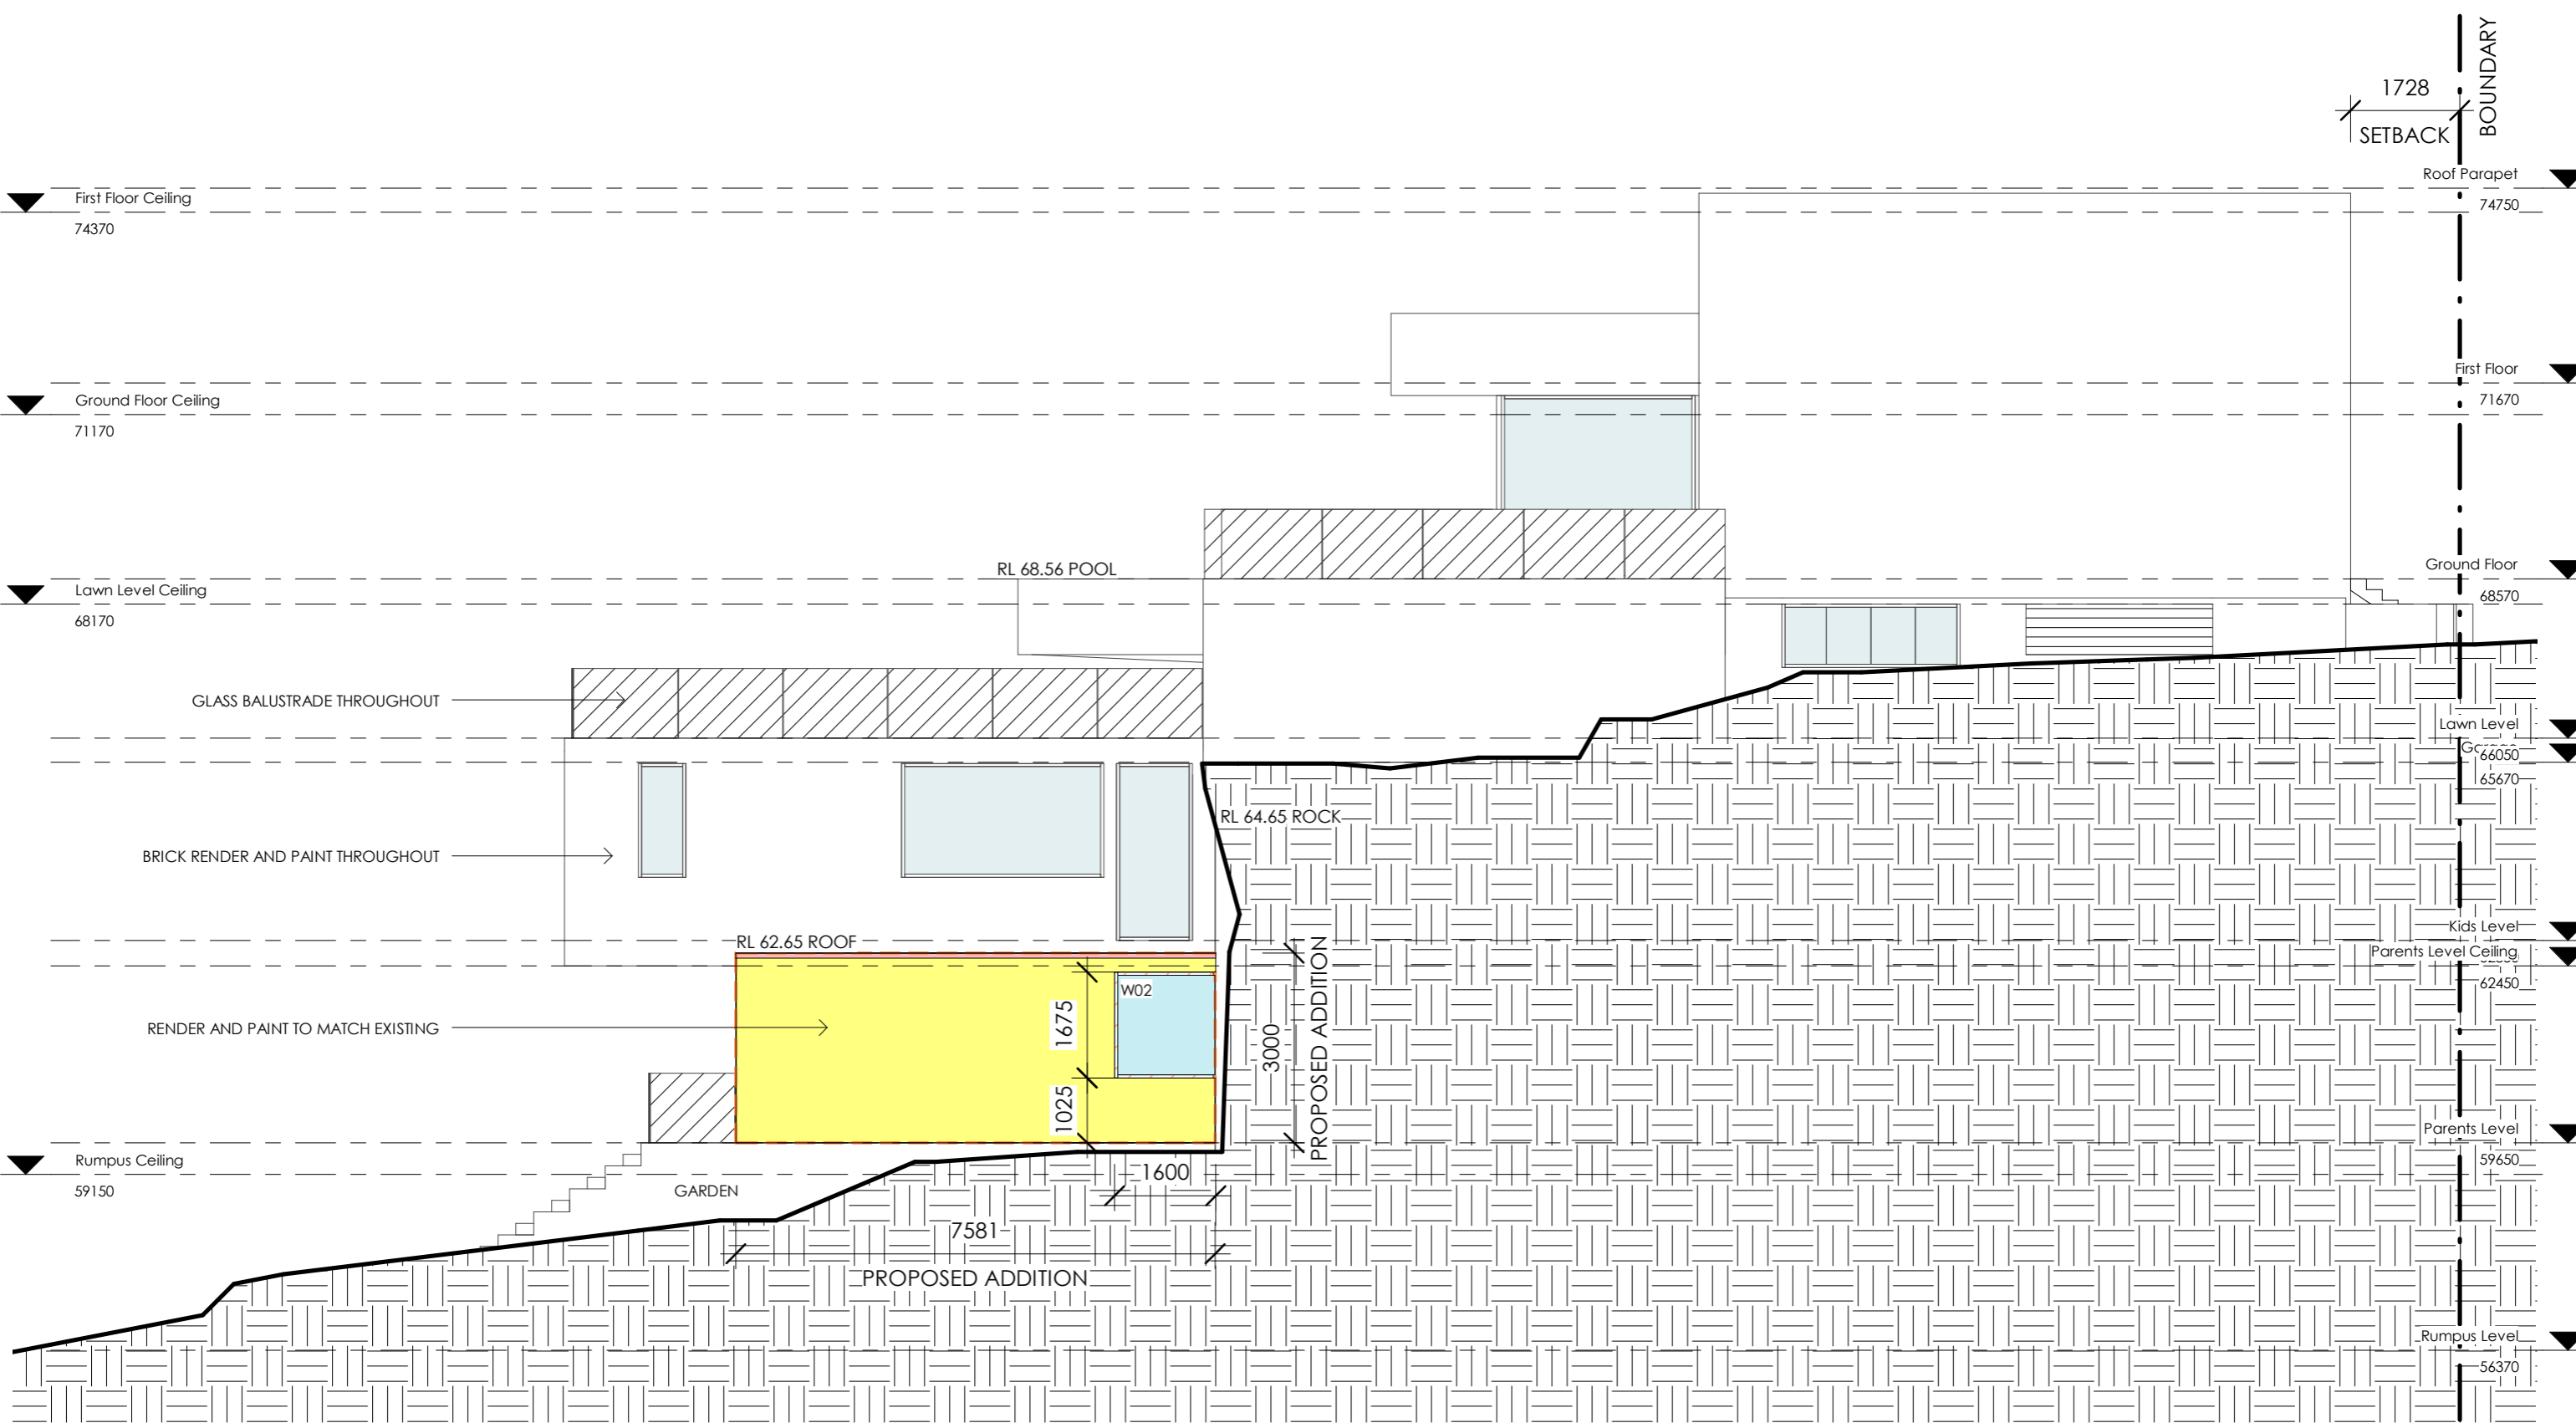 BOUNDARY
1728
SETBACK
First Floor Ceiling
74370
Roof Parapet
74750
Ground Floor Ceiling
71170
First Floor
71670
RL 68.56 POOL
Lawn Level Ceiling
68170
Ground Floor
68570
GLASS BALUSTRADE THROUGHOUT
Lawn Level
66050
65670
RL 64.65 ROCK
BRICK RENDER AND PAINT THROUGHOUT
Kids Level
RL 62.65 ROOF
Parents Level Ceiling
62450
W02
1675
RENDER AND PAINT TO MATCH EXISTING
3000
PROPOSED ADDITION
1025
Parents Level
59650
Rumpus Ceiling
59150
GARDEN
1600
7581
PROPOSED ADDITION
Rumpus Level
56370